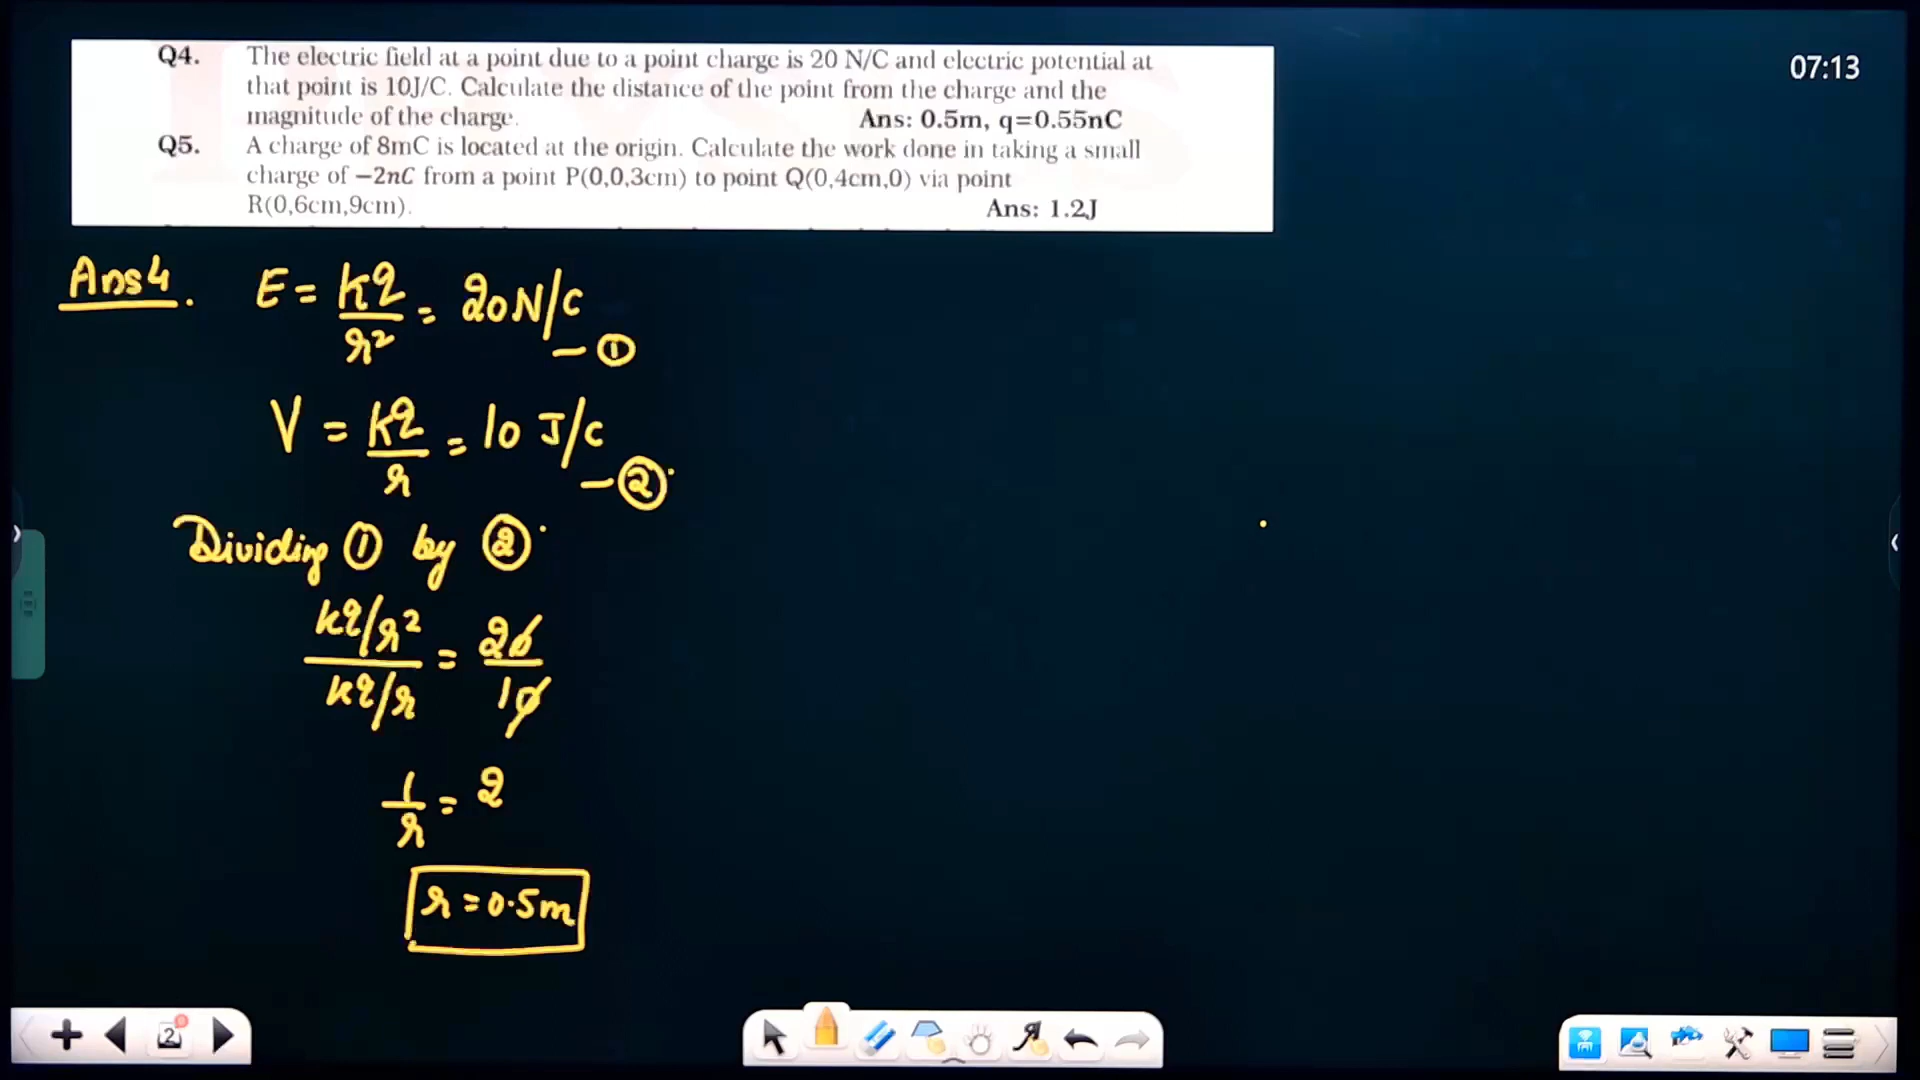 Q4. The electric field at a point due to a point charge is 20 N/C and electric potential at
that point is 10J/C. Calculate the distance of the point from the charge and the
magnitude of the charge. Ans: 0.5m, q=0.55nC
Q5. A charge of 8mC is located at the origin. Calculate the work done in taking a small
charge of −2nC from a point P(0,0,3cm) to point Q(0,4cm,0) via point
R(0,6cm,9cm). Ans: 1.2J
07:13
Ans 4. E = kq/r² = 20 N/C — ①
V = kq/r = 10 J/C — ②
Dividing ① by ②
(kq/r²)/(kq/r) = 20/10
1/r = 2
r = 0.5m
2